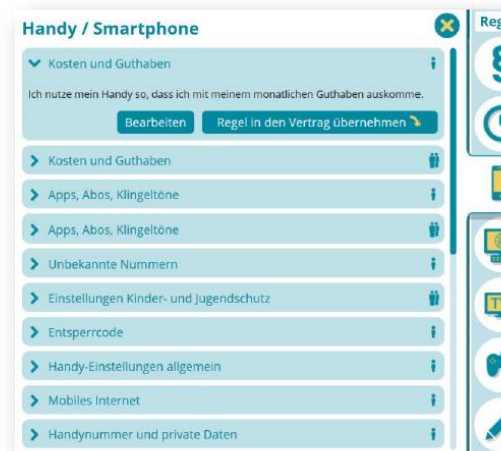 Handy / Smartphone
Reg
Kosten und Guthaben
Ich nutze mein Handy so, dass ich mit meinem monatlichen Guthaben auskomme.
Bearbeiten Regel in den Vertrag übernehmen
Kosten und Guthaben
Apps, Abos, Klingeltöne
Apps, Abos, Klingeltöne
Unbekannte Nummern
Einstellungen Kinder- und Jugendschutz
Entsperrcode
Handy-Einstellungen allgemein
Mobiles Internet
Handynummer und private Daten